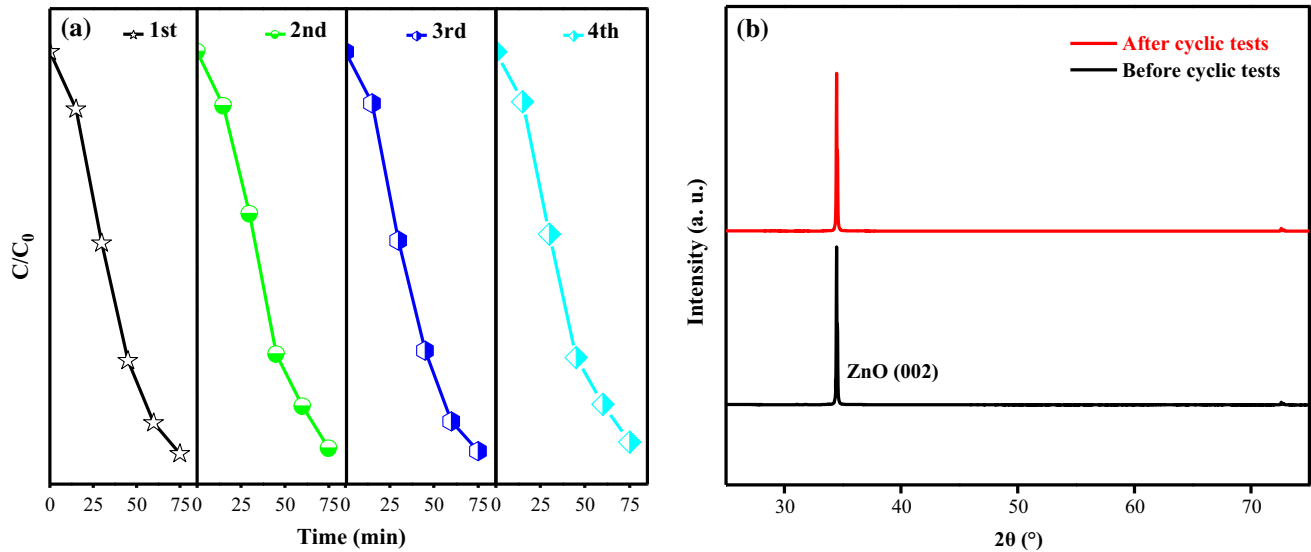 (a)
1st
2nd
3rd
4th
C/C0
0 25 50 75 0 25 50 75 0 25 50 75 0 25 50 75
Time (min)
(b)
After cyclic tests
Before cyclic tests
Intensity (a. u.)
ZnO (002)
30 40 50 60 70
2θ (°)